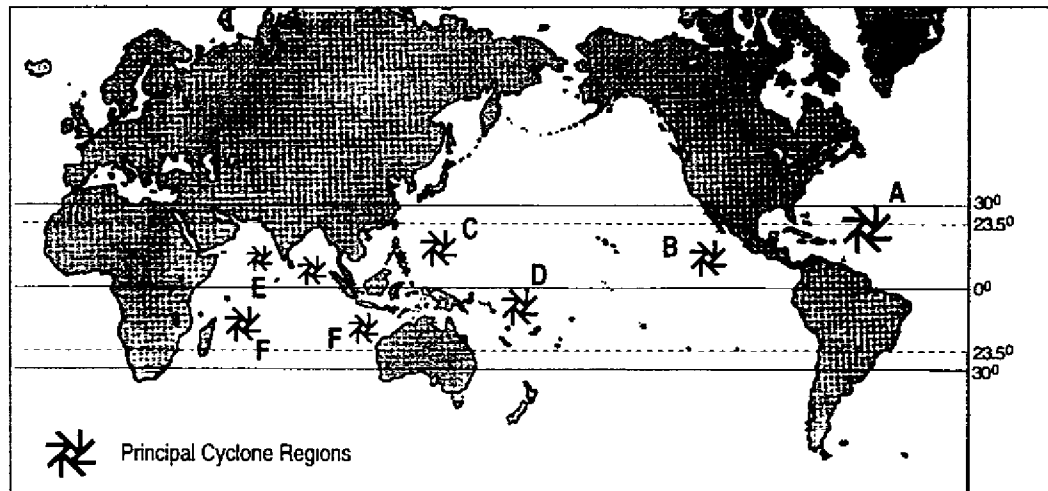 A
30⁰
23.5⁰
C
B
D
E
0⁰
F
F
23.5⁰
30⁰
Principal Cyclone Regions